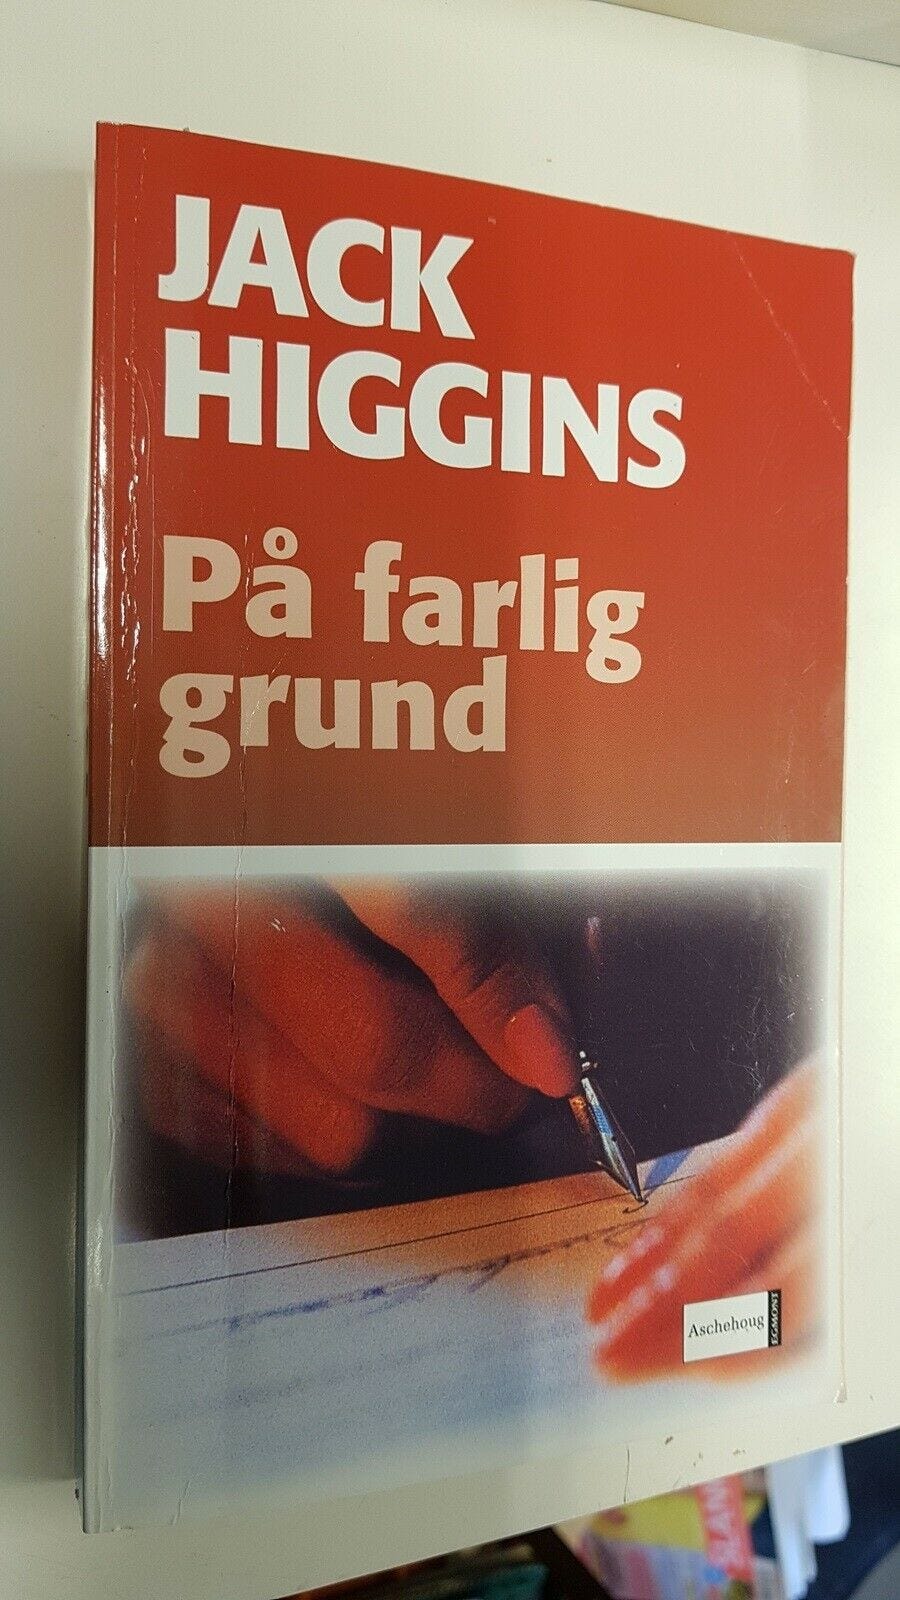 JACK
HIGGINS
På farlig
grund
Aschehoug
EGMONT